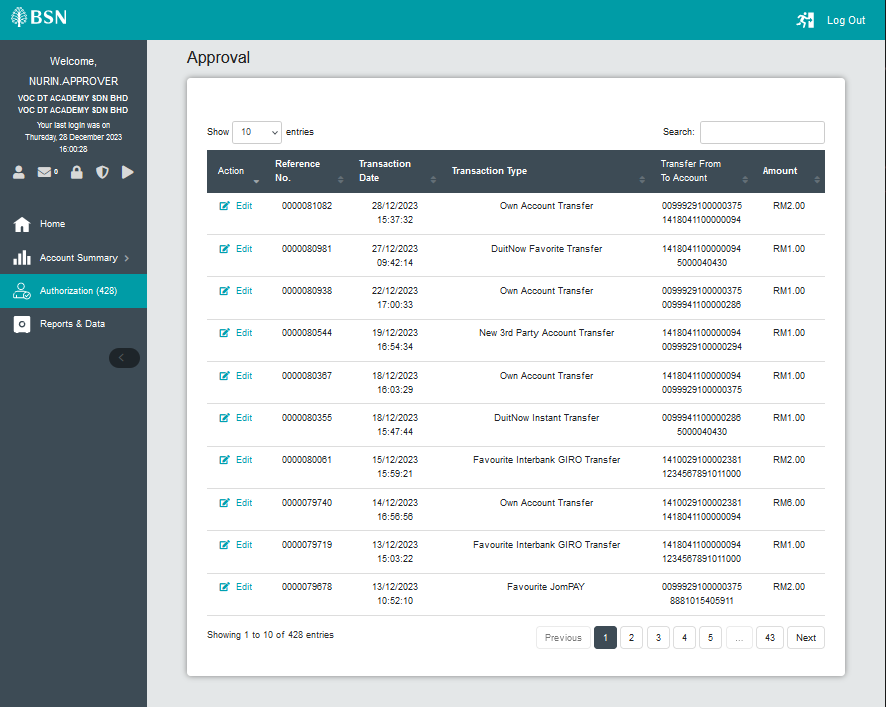 BSN
Log Out
Welcome,
NURIN.APPROVER
VOC DT ACADEMY SDN BHD
VOC DT ACADEMY SDN BHD
Your last login was on
Thursday, 28 December 2023
16:00:28
0
Home
Account Summary
Authorization (428)
Reports & Data
Approval
Show 10 entries
Search:
Action Reference No. Transaction Date Transaction Type Transfer From To Account Amount
Edit 0000081082 28/12/2023 Own Account Transfer 0099929100000375 RM2.00
15:37:32 1418041100000094
Edit 0000080981 27/12/2023 DuitNow Favorite Transfer 1418041100000094 RM1.00
09:42:14 5000040430
Edit 0000080938 22/12/2023 Own Account Transfer 0099929100000375 RM1.00
17:00:33 0099941100000286
Edit 0000080544 19/12/2023 New 3rd Party Account Transfer 1418041100000094 RM1.00
16:54:34 0099929100000294
Edit 0000080367 18/12/2023 Own Account Transfer 1418041100000094 RM1.00
16:03:29 0099929100000375
Edit 0000080355 18/12/2023 DuitNow Instant Transfer 0099941100000286 RM1.00
15:47:44 5000040430
Edit 0000080061 15/12/2023 Favourite Interbank GIRO Transfer 1410029100002381 RM2.00
15:59:21 1234567891011000
Edit 0000079740 14/12/2023 Own Account Transfer 1410029100002381 RM6.00
16:56:56 1418041100000094
Edit 0000079719 13/12/2023 Favourite Interbank GIRO Transfer 1418041100000094 RM1.00
15:03:22 1234567891011000
Edit 0000079678 13/12/2023 Favourite JomPAY 0099929100000375 RM2.00
10:52:10 8881015405911
Showing 1 to 10 of 428 entries
Previous 1 2 3 4 5 ... 43 Next